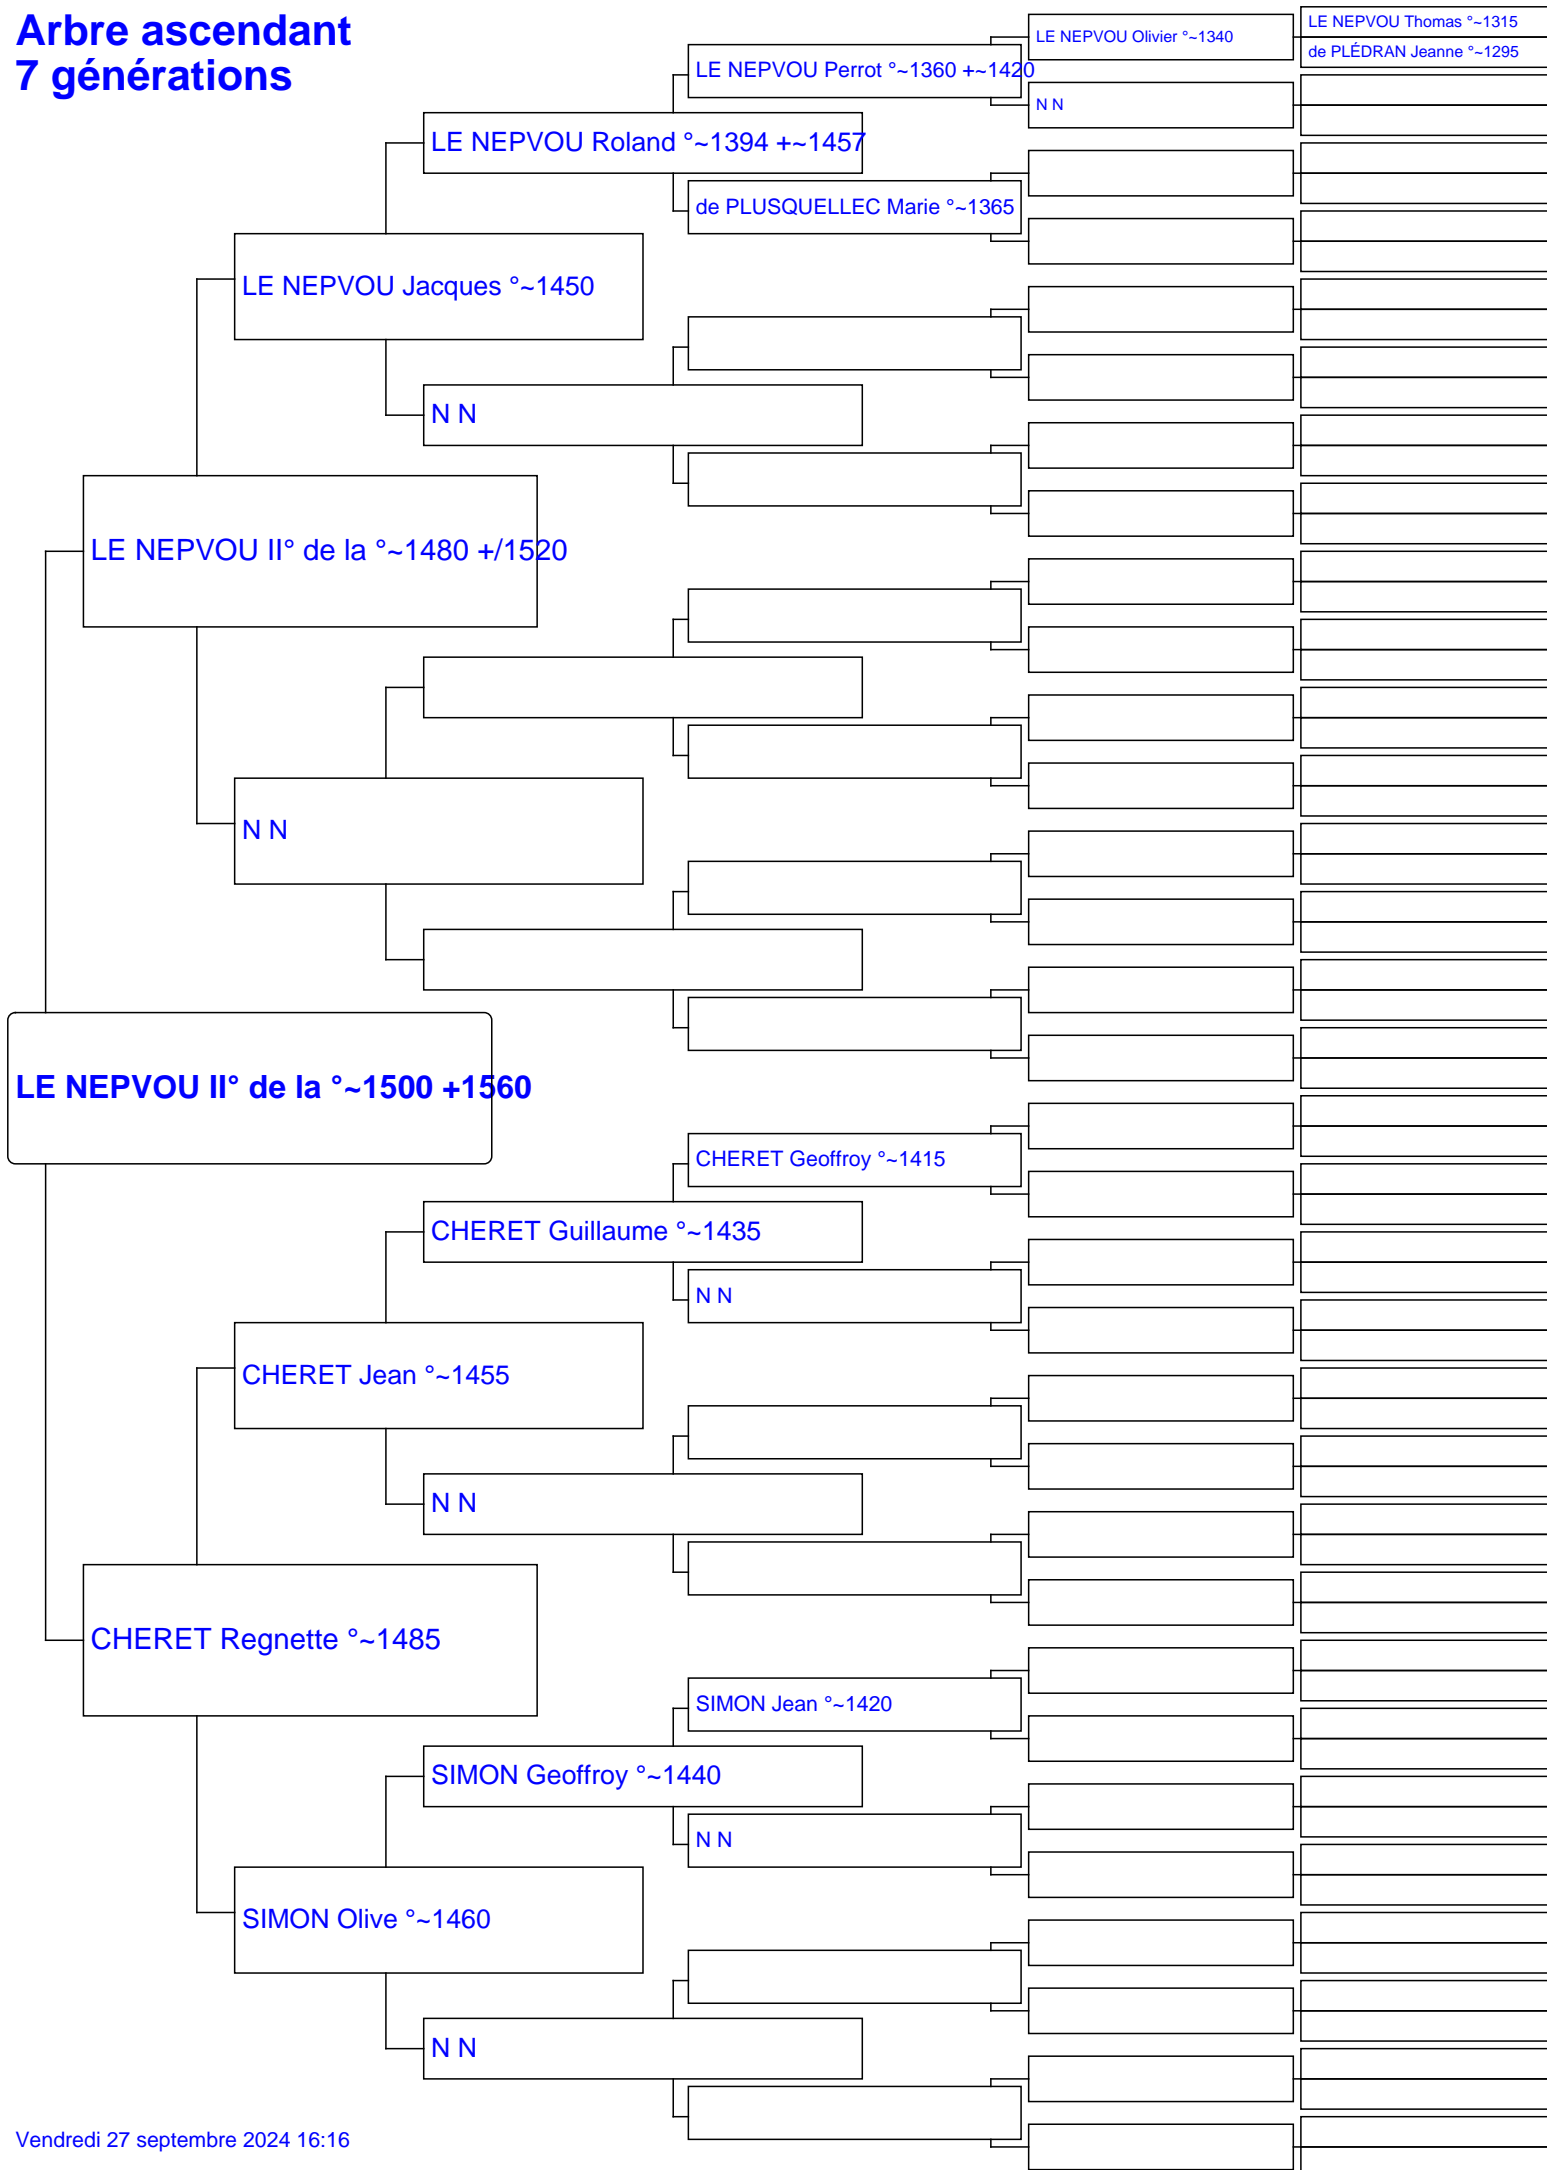 Arbre ascendant
7 générations
LE NEPVOU Thomas °~1315
de PLÉDRAN Jeanne °~1295
LE NEPVOU Olivier °~1340
LE NEPVOU Perrot °~1360 +~1420
N N
LE NEPVOU Roland °~1394 +~1457
de PLUSQUELLEC Marie °~1365
LE NEPVOU Jacques °~1450
N N
LE NEPVOU II° de la °~1480 +/1520
N N
LE NEPVOU II° de la °~1500 +1560
CHERET Geoffroy °~1415
CHERET Guillaume °~1435
N N
CHERET Jean °~1455
N N
CHERET Regnette °~1485
SIMON Jean °~1420
SIMON Geoffroy °~1440
N N
SIMON Olive °~1460
N N
Vendredi 27 septembre 2024 16:16